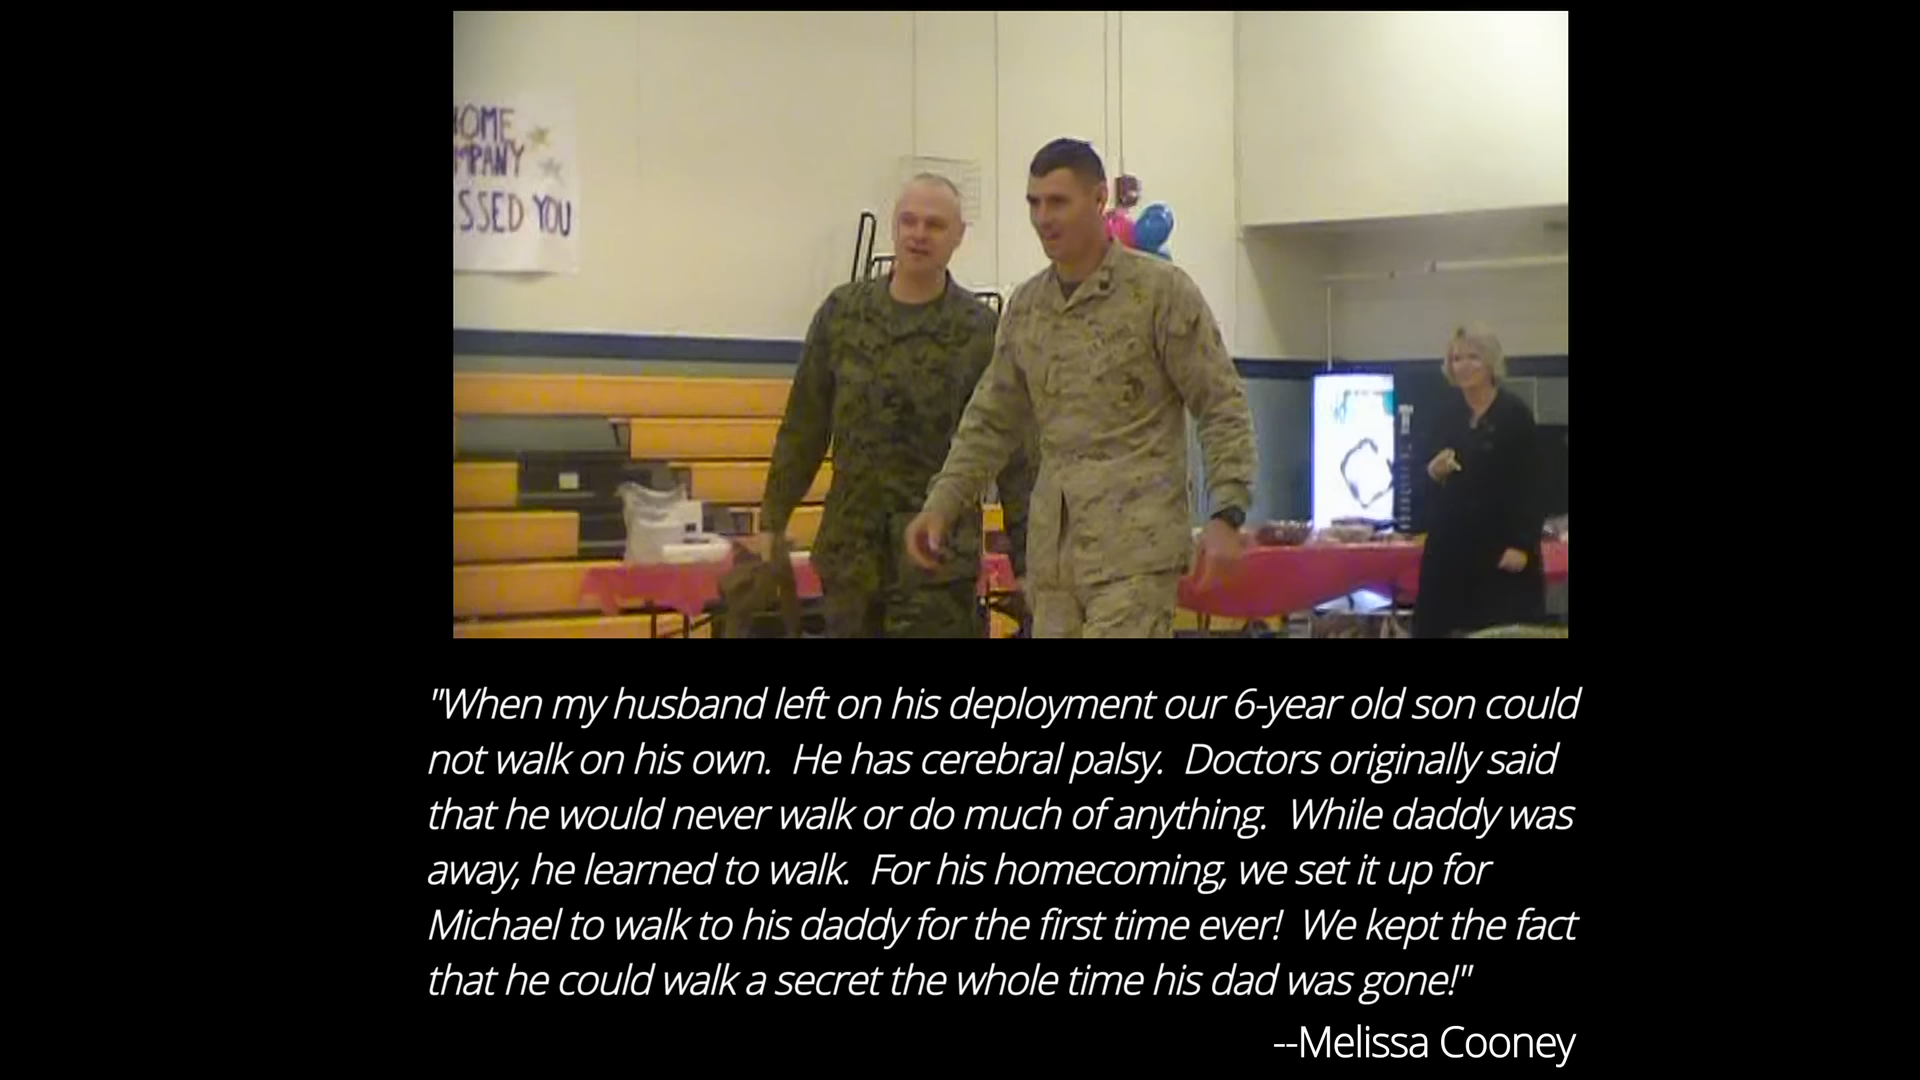 HOME
MPANY
SSED YOU
"When my husband left on his deployment our 6-year old son could
not walk on his own.  He has cerebral palsy.  Doctors originally said
that he would never walk or do much of anything.  While daddy was
away, he learned to walk.  For his homecoming, we set it up for
Michael to walk to his daddy for the first time ever!  We kept the fact
that he could walk a secret the whole time his dad was gone!"
--Melissa Cooney